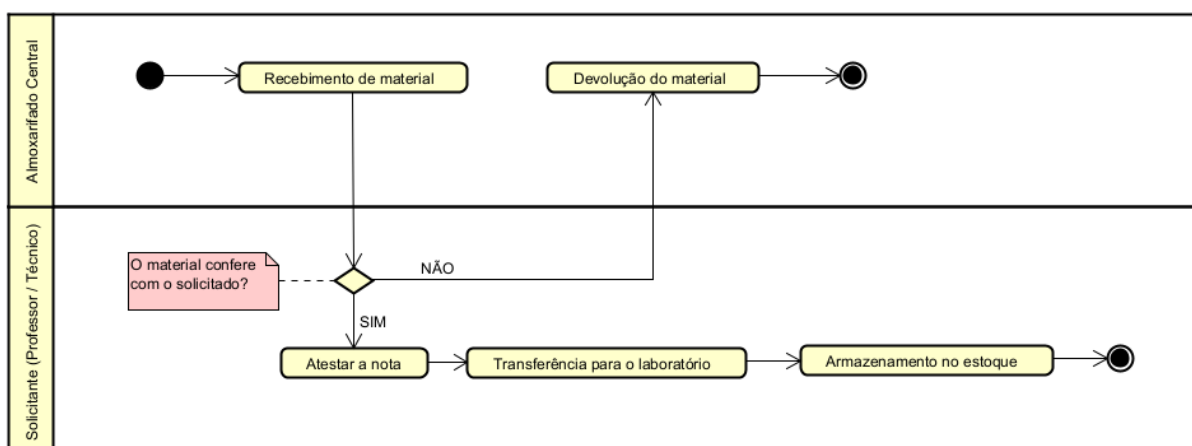 Almoxarifado Central
Recebimento de material
Devolução do material
Solicitante (Professor / Técnico)
O material confere
com o solicitado?
NÃO
SIM
Atestar a nota
Transferência para o laboratório
Armazenamento no estoque